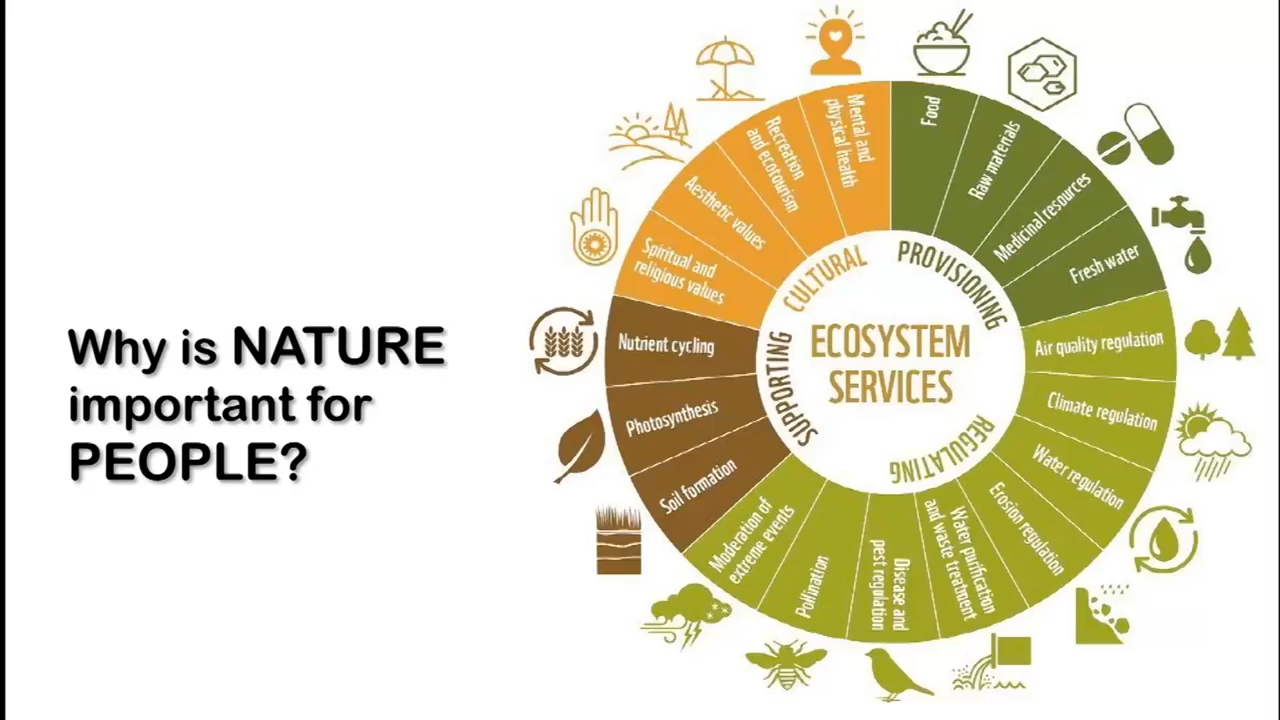 Why is NATURE
important for
PEOPLE?
ECOSYSTEM
SERVICES
PROVISIONING
Food
Raw materials
Medicinal resources
Fresh water
REGULATING
Air quality regulation
Climate regulation
Water regulation
Erosion regulation
Water purification
and waste treatment
Disease and
pest regulation
Pollination
Moderation of
extreme events
SUPPORTING
Soil formation
Photosynthesis
Nutrient cycling
CULTURAL
Spiritual and
religious values
Aesthetic values
Recreation
and ecotourism
Mental and
physical health